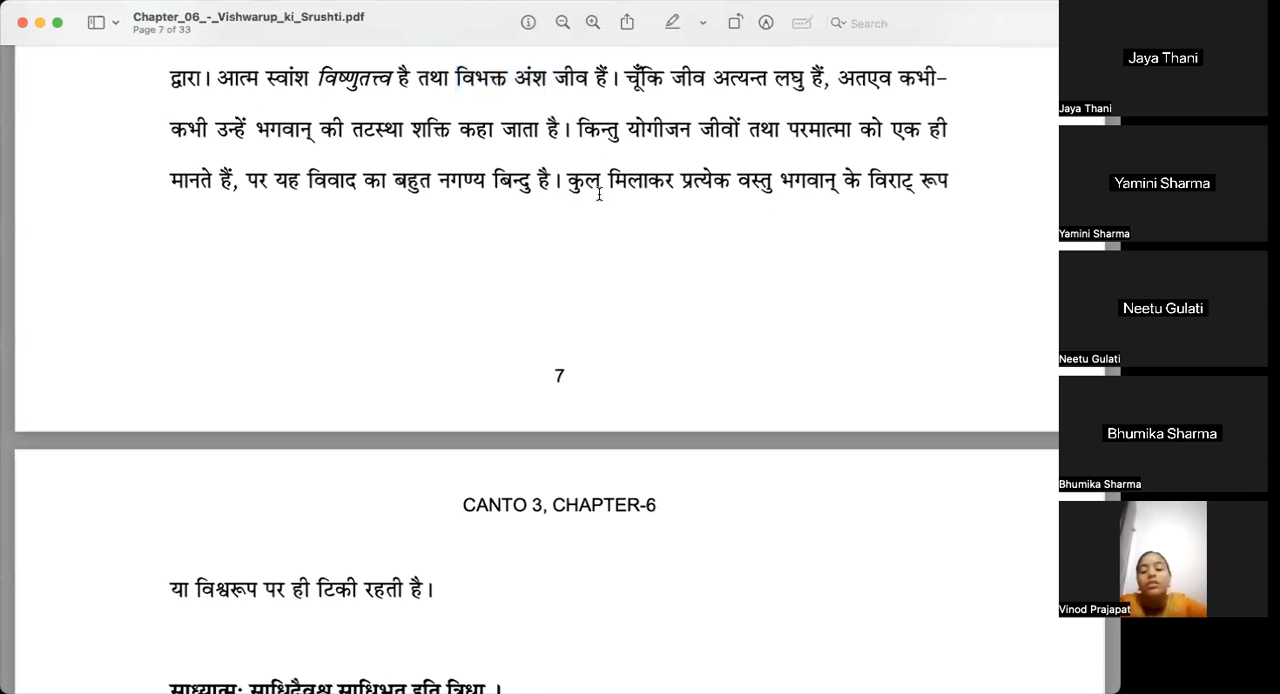 Chapter_06_-_Vishwarup_ki_Srushti.pdf
Page 7 of 33
Search
द्वारा। आत्म स्वांश विष्णुतत्त्व है तथा विभक्त अंश जीव हैं। चूँकि जीव अत्यन्त लघु हैं, अतएव कभी–
कभी उन्हें भगवान् की तटस्था शक्ति कहा जाता है। किन्तु योगीजन जीवों तथा परमात्मा को एक ही
मानते हैं, पर यह विवाद का बहुत नगण्य बिन्दु है। कुल मिलाकर प्रत्येक वस्तु भगवान् के विराट् रूप
7
CANTO 3, CHAPTER-6
या विश्वरूप पर ही टिकी रहती है।
साध्यात्मः साधिदैवश्च साधिभूत इति त्रिधा ।
Jaya Thani
Jaya Thani
Yamini Sharma
Yamini Sharma
Neetu Gulati
Neetu Gulati
Bhumika Sharma
Bhumika Sharma
Vinod Prajapat